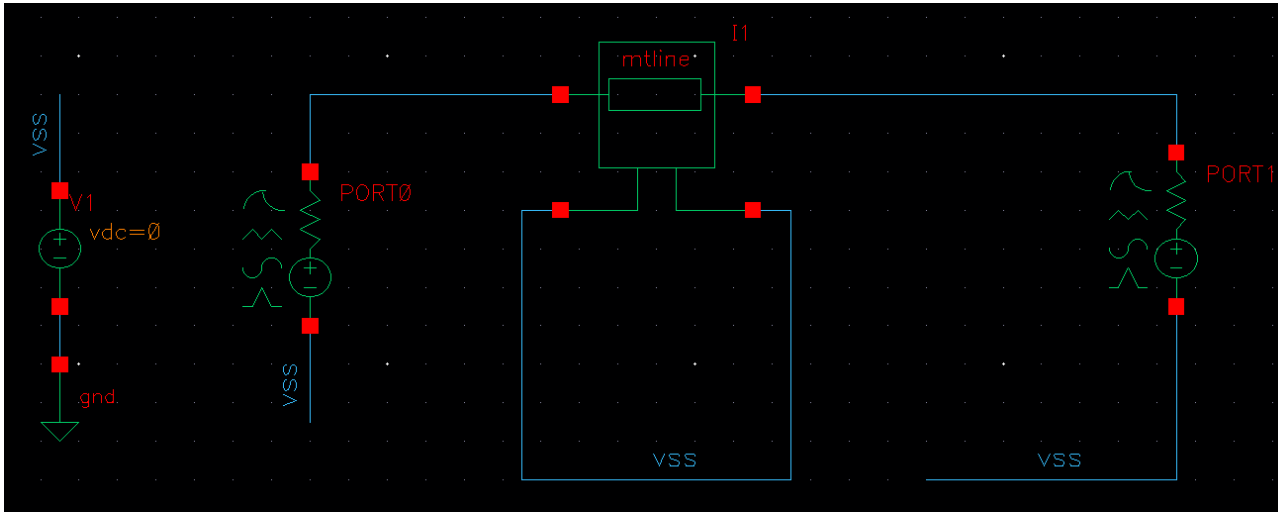 I1
mtline
VSS
V1
vdc=0
PORT0
PORT1
VSS
gnd
VSS
VSS